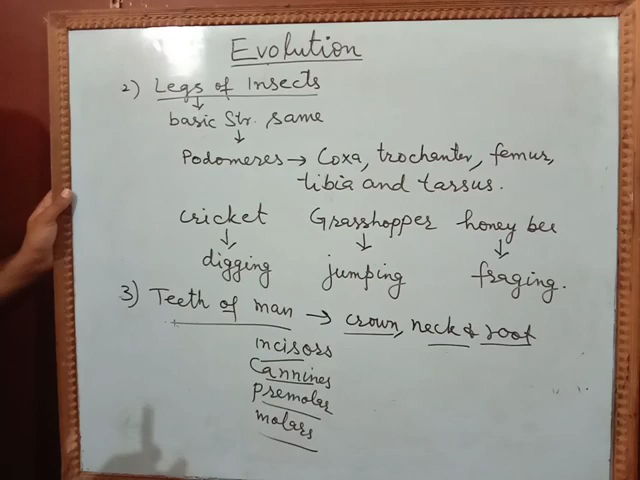 Evolution
2) Legs of Insects
↓
basic Str. same
↓
Podomeres → Coxa, trochanter, femur,
tibia and tarsus.
cricket Grasshopper honey bee
↓ ↓ ↓
digging jumping fraging.
3) Teeth of man → crown, neck & root
incisors
Cannines
Premolar
molars